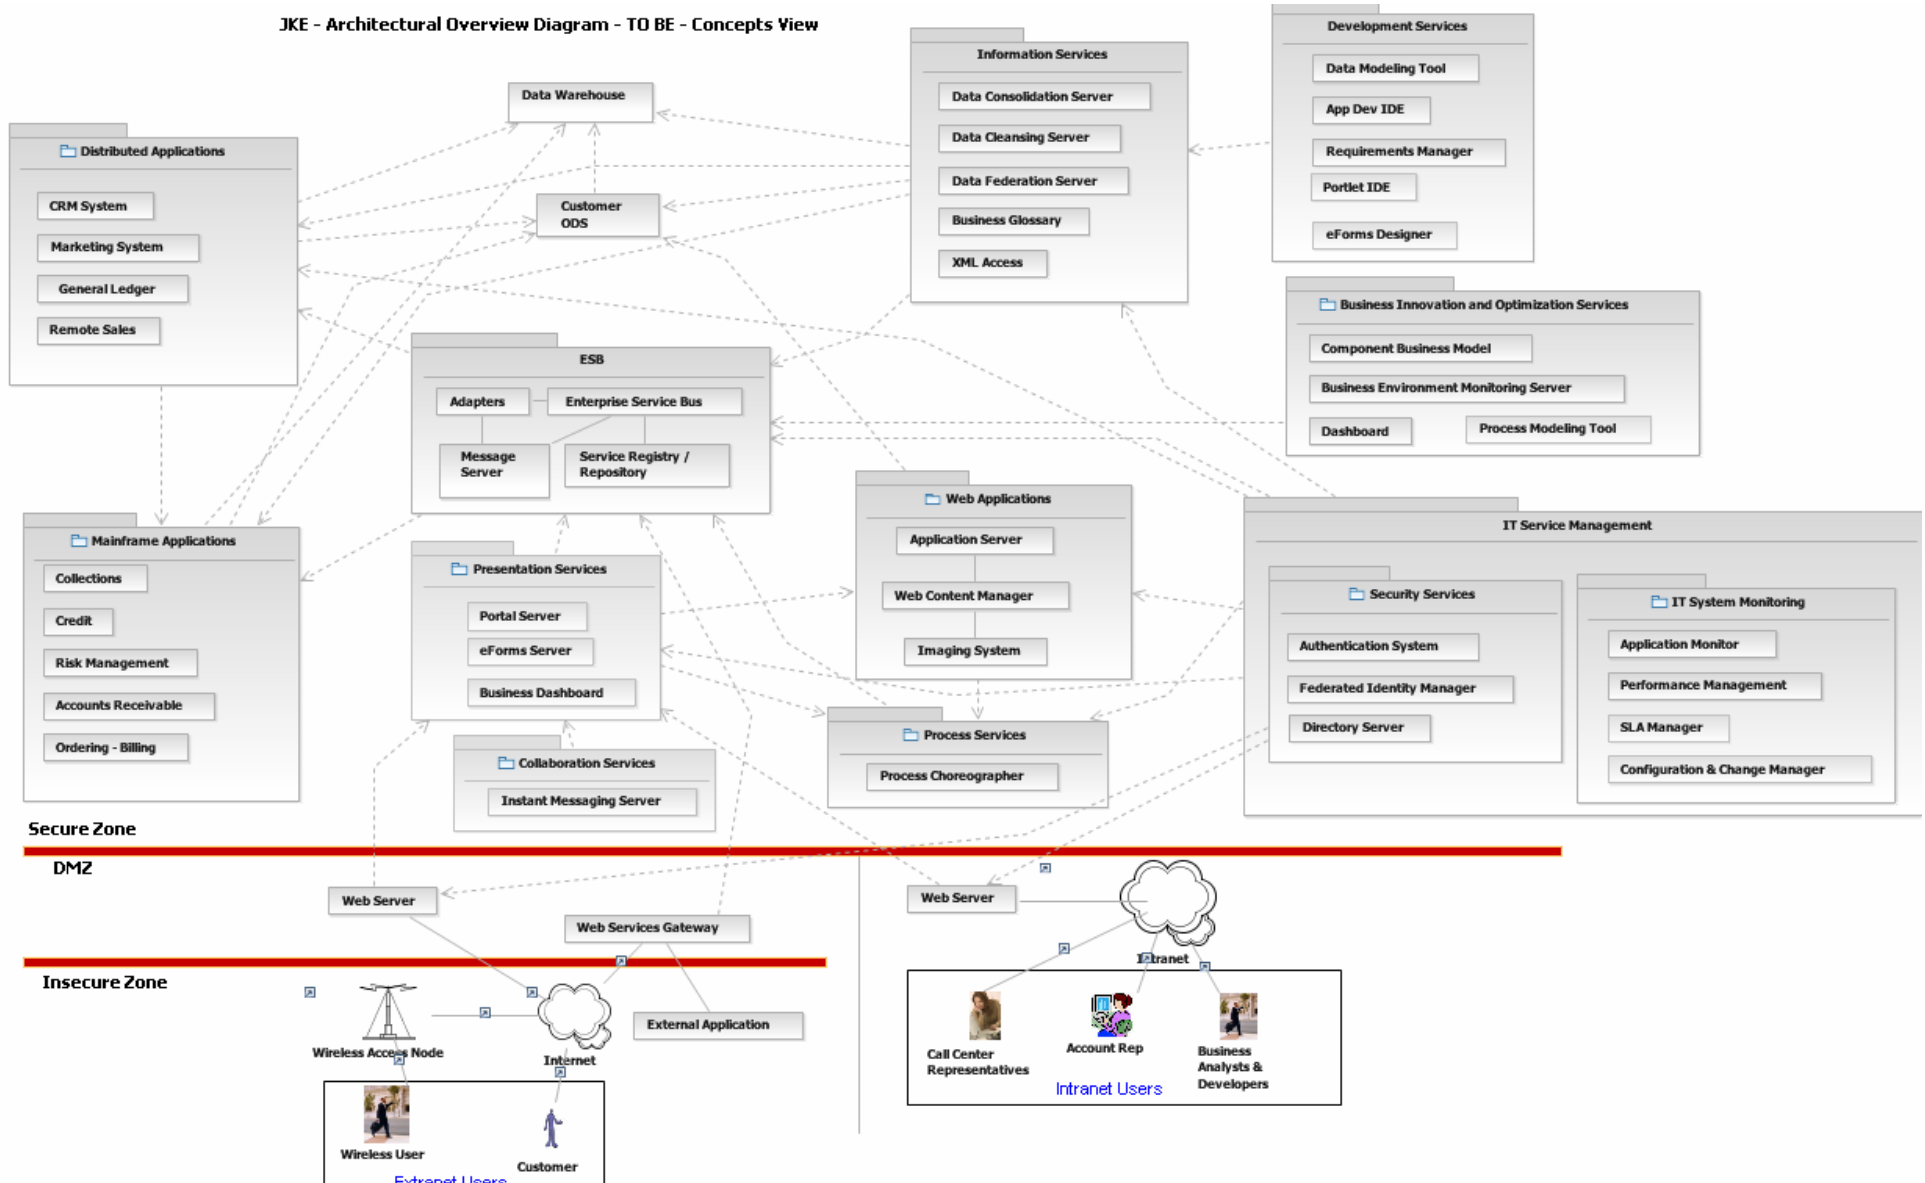 JKE - Architectural Overview Diagram - TO BE - Concepts View
Data Warehouse
Customer
ODS
Distributed Applications
CRM System
Marketing System
General Ledger
Remote Sales
Information Services
Data Consolidation Server
Data Cleansing Server
Data Federation Server
Business Glossary
XML Access
Development Services
Data Modeling Tool
App Dev IDE
Requirements Manager
Portlet IDE
eForms Designer
Business Innovation and Optimization Services
Component Business Model
Business Environment Monitoring Server
Dashboard
Process Modeling Tool
ESB
Adapters
Enterprise Service Bus
Message
Server
Service Registry /
Repository
Mainframe Applications
Collections
Credit
Risk Management
Accounts Receivable
Ordering - Billing
Presentation Services
Portal Server
eForms Server
Business Dashboard
Collaboration Services
Instant Messaging Server
Web Applications
Application Server
Web Content Manager
Imaging System
Process Services
Process Choreographer
IT Service Management
Security Services
Authentication System
Federated Identity Manager
Directory Server
IT System Monitoring
Application Monitor
Performance Management
SLA Manager
Configuration & Change Manager
Secure Zone
DMZ
Web Server
Web Services Gateway
Web Server
Intranet
Insecure Zone
Wireless Access Node
Internet
External Application
Wireless User
Customer
Extranet Users
Call Center
Representatives
Account Rep
Business
Analysts &
Developers
Intranet Users